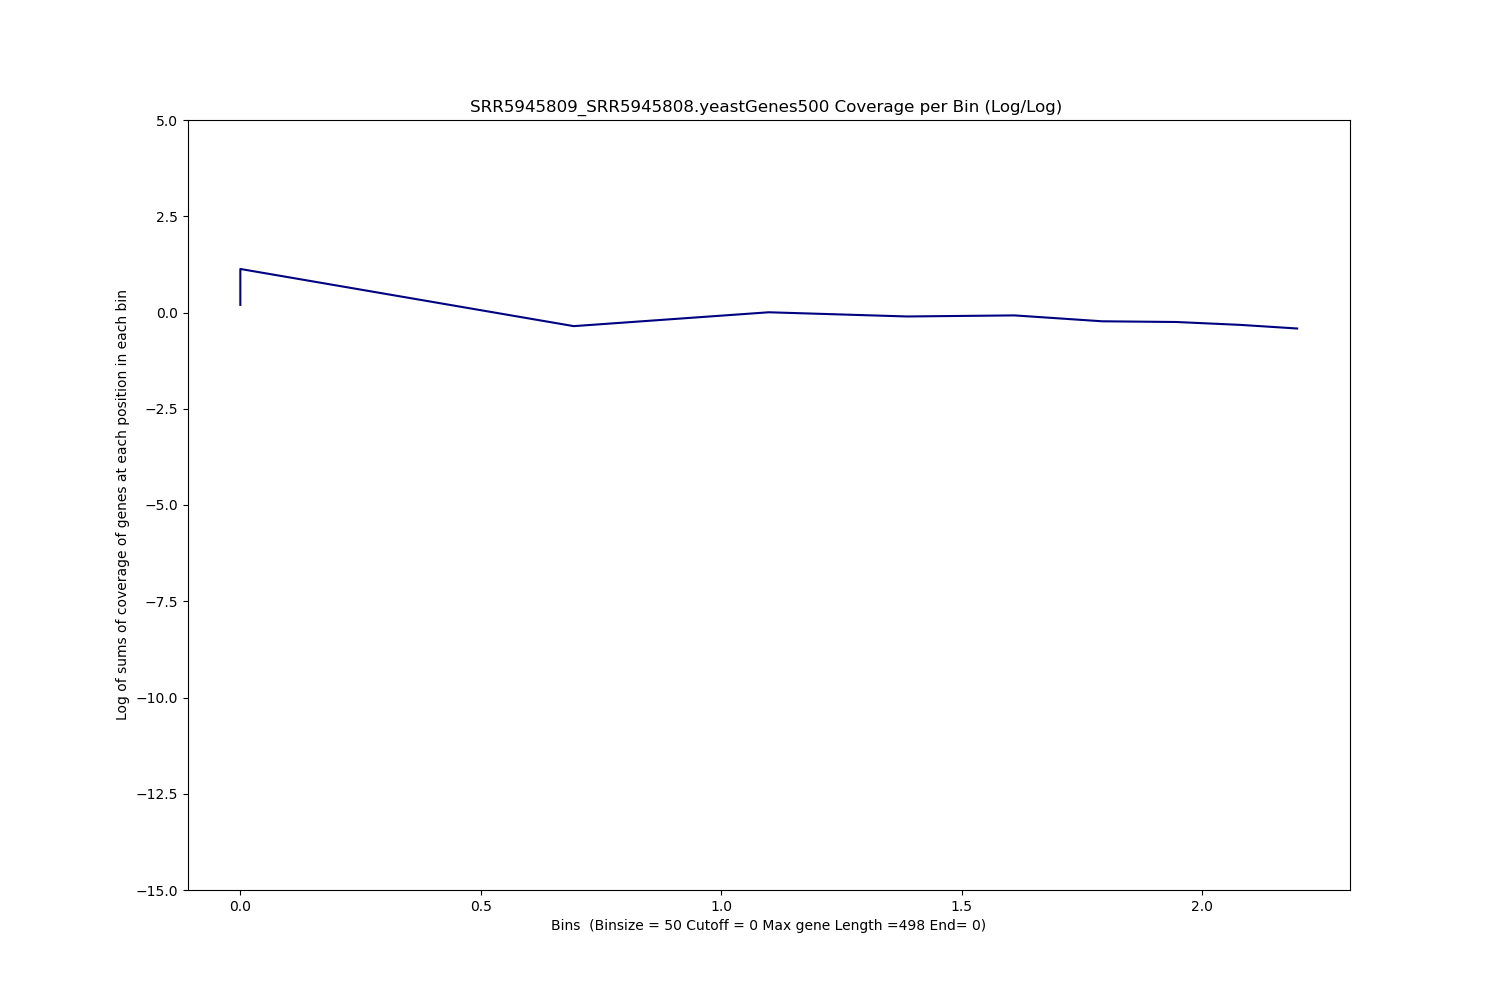 SRR5945809_SRR5945808.yeastGenes500 Coverage per Bin (Log/Log)
5.0
2.5
0.0
−2.5
−5.0
−7.5
−10.0
−12.5
−15.0
Log of sums of coverage of genes at each position in each bin
0.0 0.5 1.0 1.5 2.0
Bins  (Binsize = 50 Cutoff = 0 Max gene Length =498 End= 0)